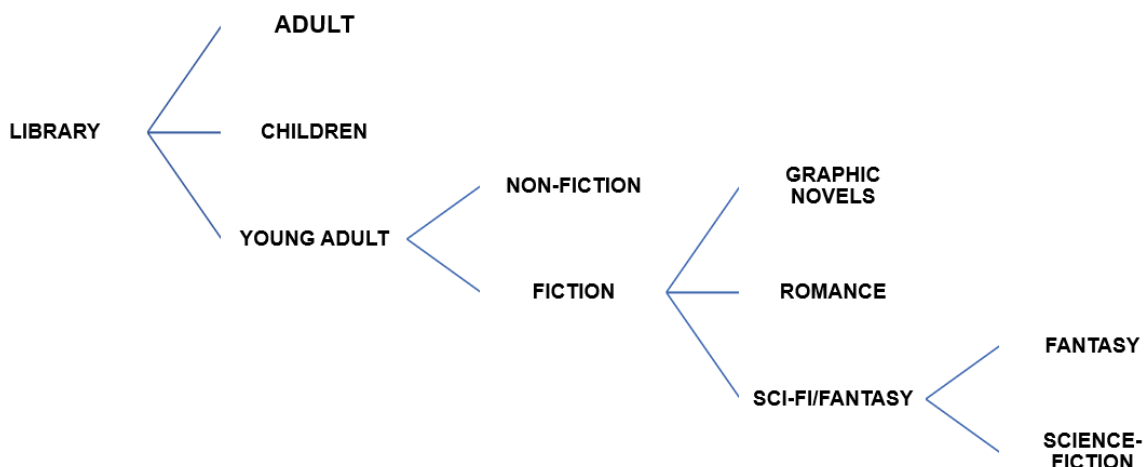 ADULT
LIBRARY
CHILDREN
YOUNG ADULT
NON-FICTION
FICTION
GRAPHIC
NOVELS
ROMANCE
SCI-FI/FANTASY
FANTASY
SCIENCE-
FICTION